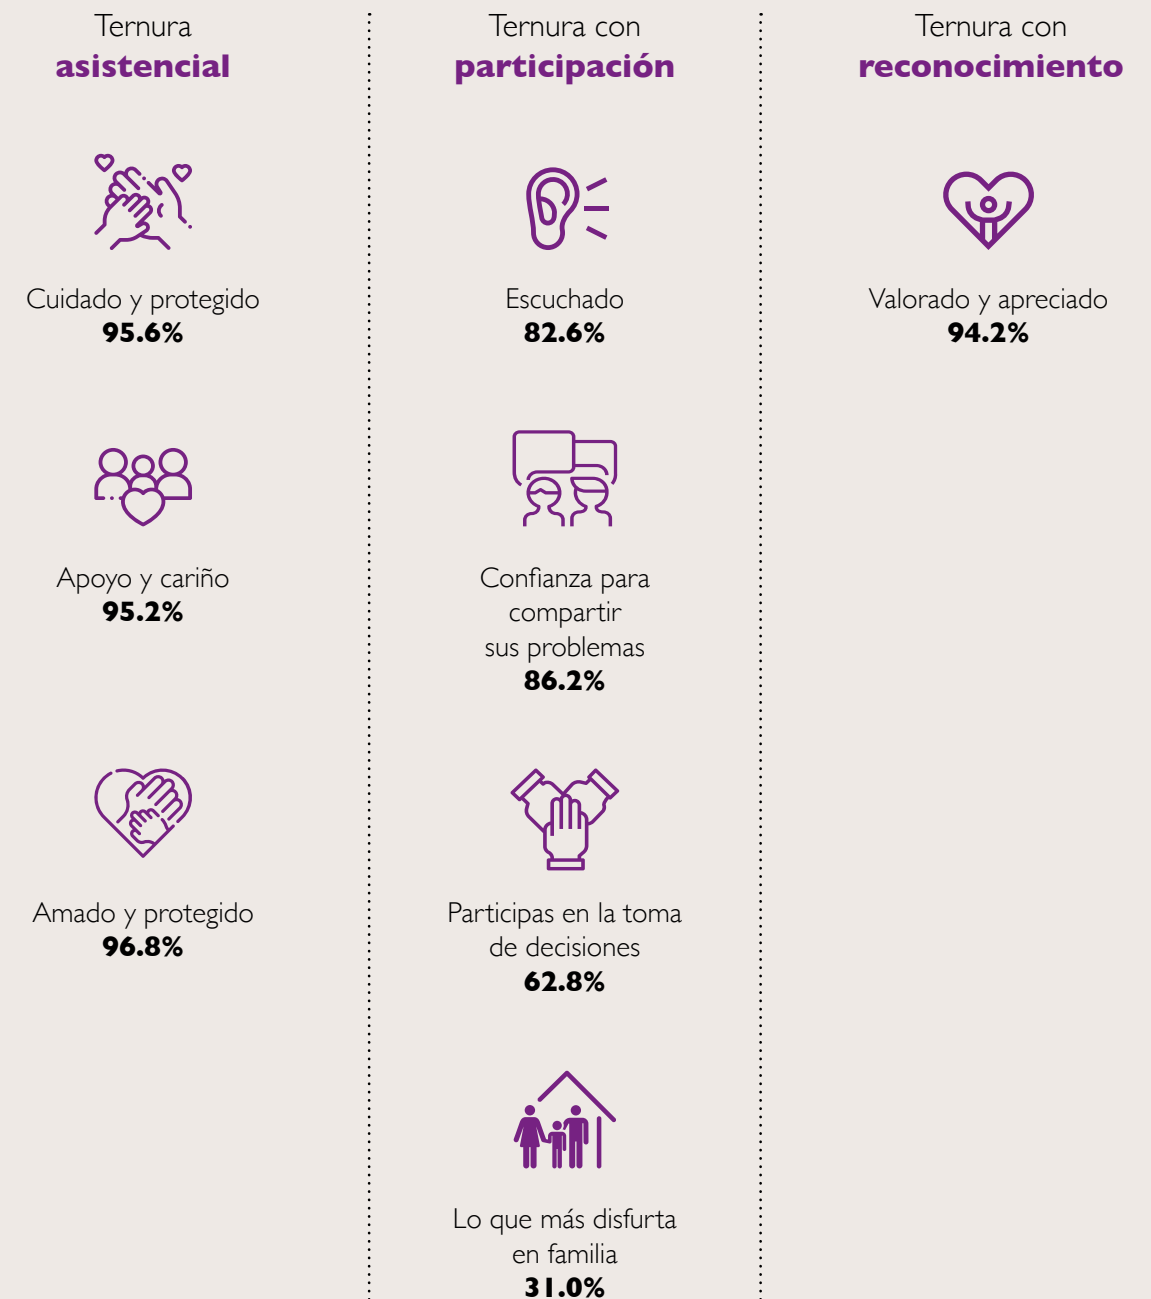 Ternura
asistencial
Cuidado y protegido
95.6%
Apoyo y cariño
95.2%
Amado y protegido
96.8%
Ternura con
participación
Escuchado
82.6%
Confianza para
compartir
sus problemas
86.2%
Participas en la toma
de decisiones
62.8%
Lo que más disfurta
en familia
31.0%
Ternura con
reconocimiento
Valorado y apreciado
94.2%